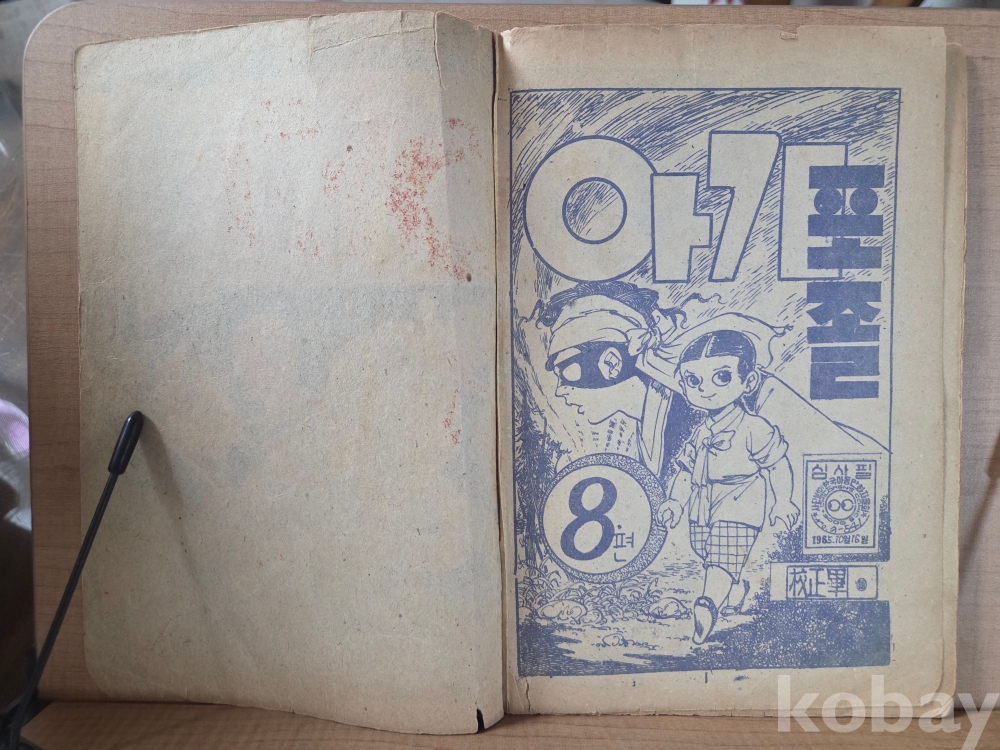 아기
포졸
8편
심사필
1965.10월16일
校正畢
kobay